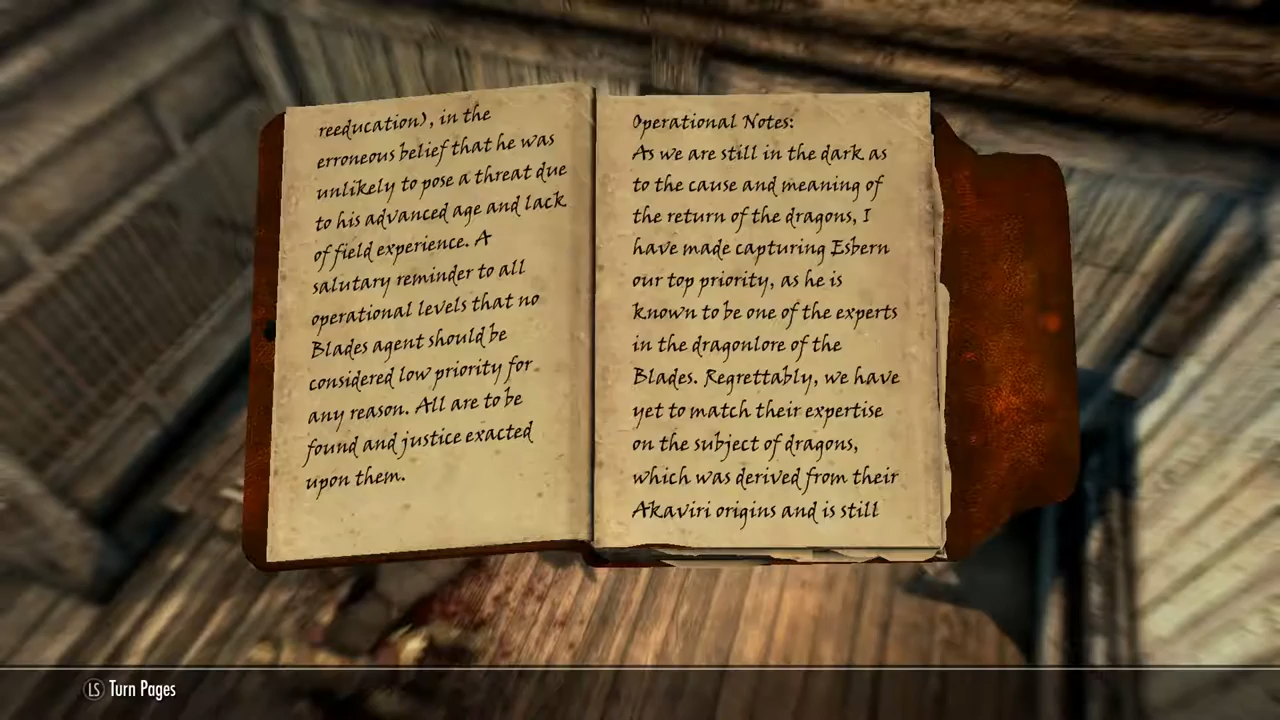 reeducation), in the
erroneous belief that he was
unlikely to pose a threat due
to his advanced age and lack
of field experience. A
salutary reminder to all
operational levels that no
Blades agent should be
considered low priority for
any reason. All are to be
found and justice exacted
upon them.
Operational Notes:
As we are still in the dark as
to the cause and meaning of
the return of the dragons, I
have made capturing Esbern
our top priority, as he is
known to be one of the experts
in the dragonlore of the
Blades. Regrettably, we have
yet to match their expertise
on the subject of dragons,
which was derived from their
Akaviri origins and is still
LS Turn Pages